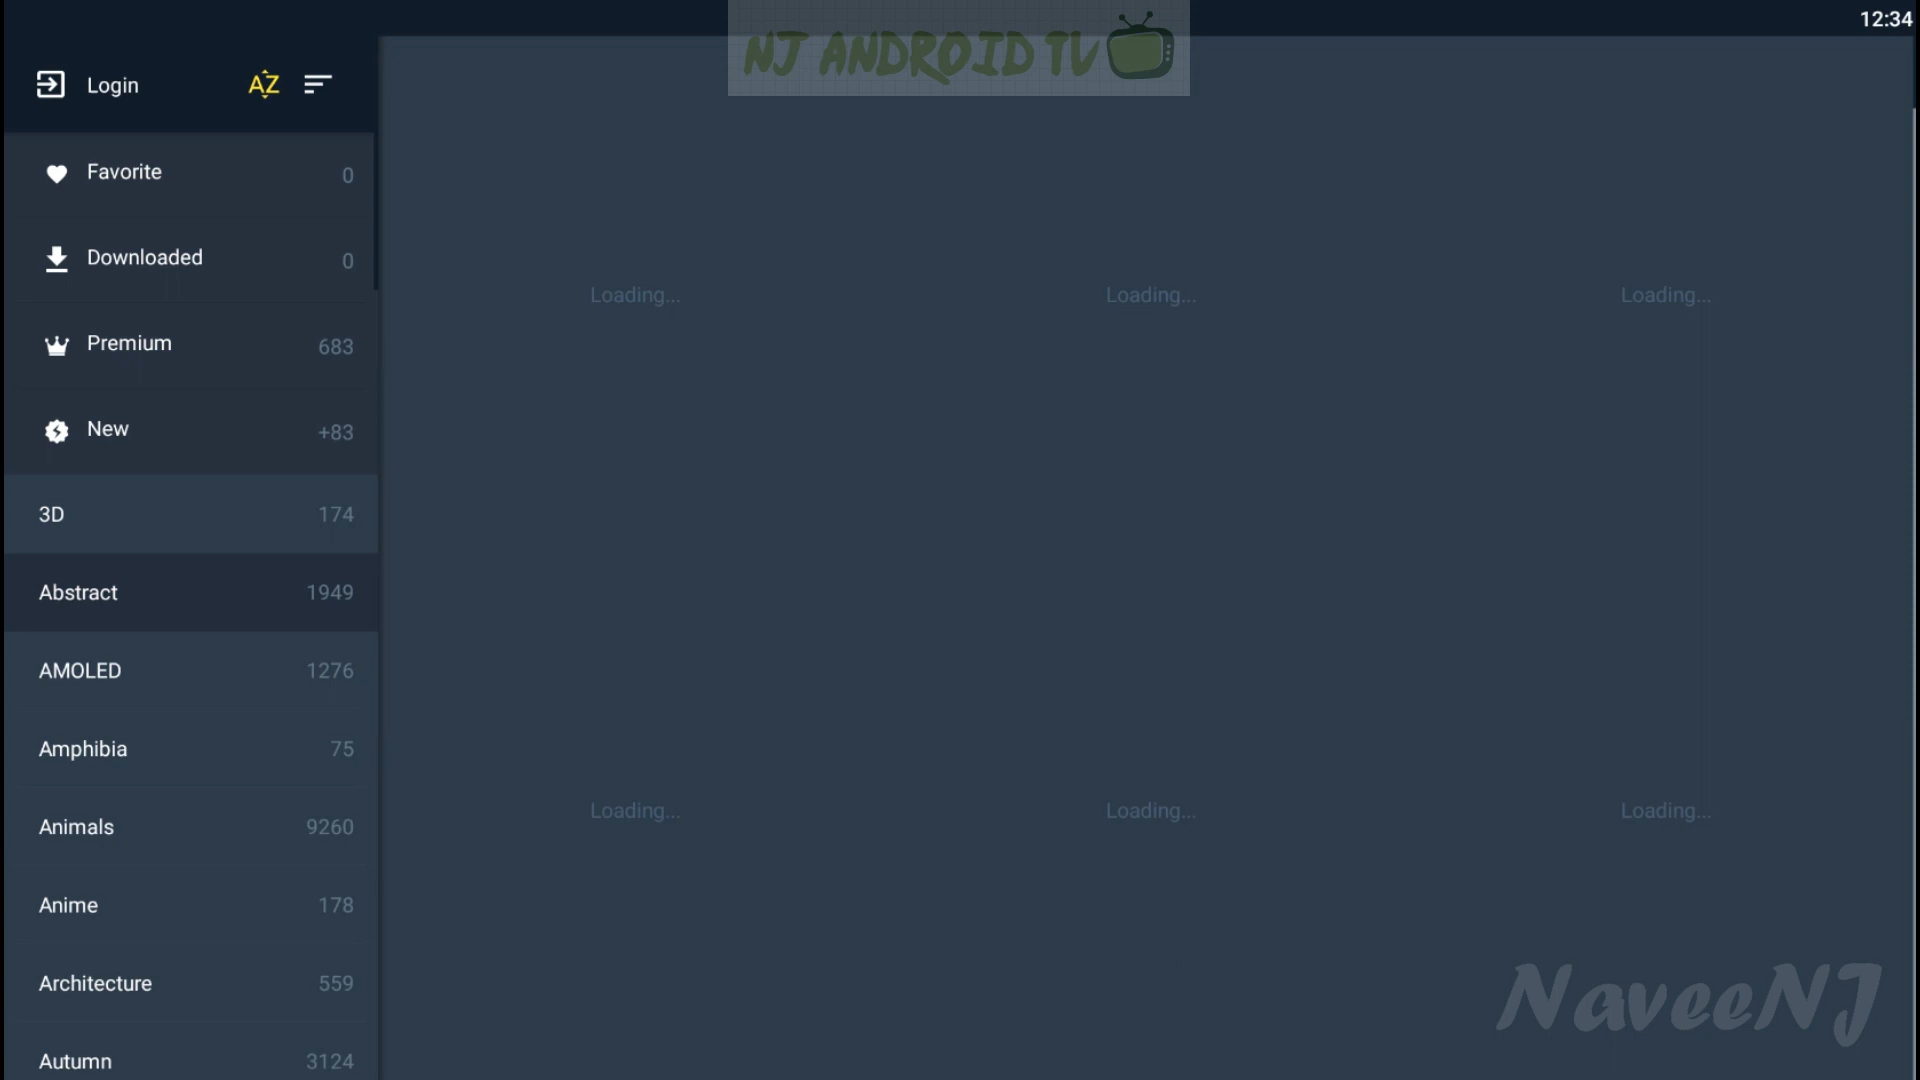 12:34
NJ ANDROID TV
Login AZ
Favorite 0
Downloaded 0
Premium 683
New +83
3D 174
Abstract 1949
AMOLED 1276
Amphibia 75
Animals 9260
Anime 178
Architecture 559
Autumn 3124
Loading... Loading... Loading...
Loading... Loading... Loading...
NaveeNJ